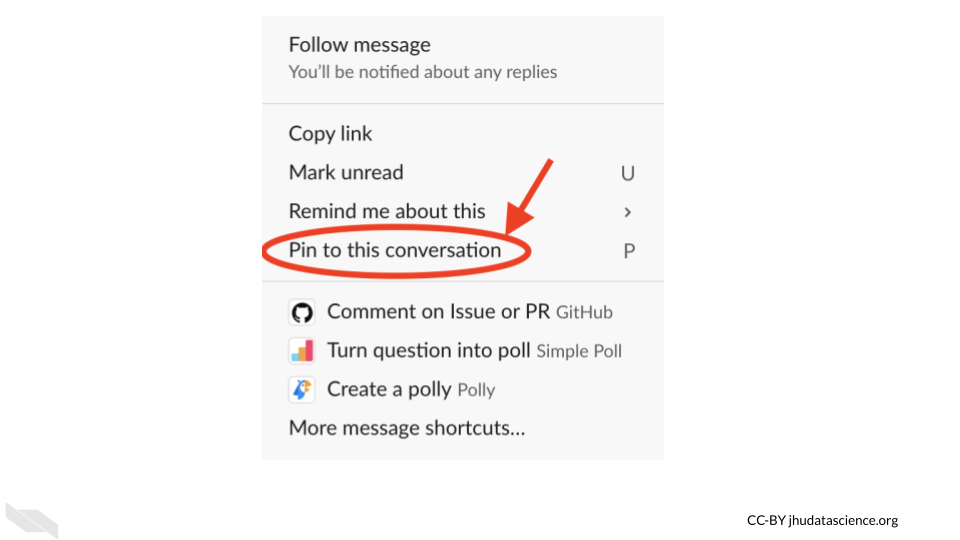 Follow message
You'll be notified about any replies
Copy link
Mark unread U
Remind me about this >
Pin to this conversation P
Comment on Issue or PR GitHub
Turn question into poll Simple Poll
Create a polly Polly
More message shortcuts...
CC-BY jhudatascience.org